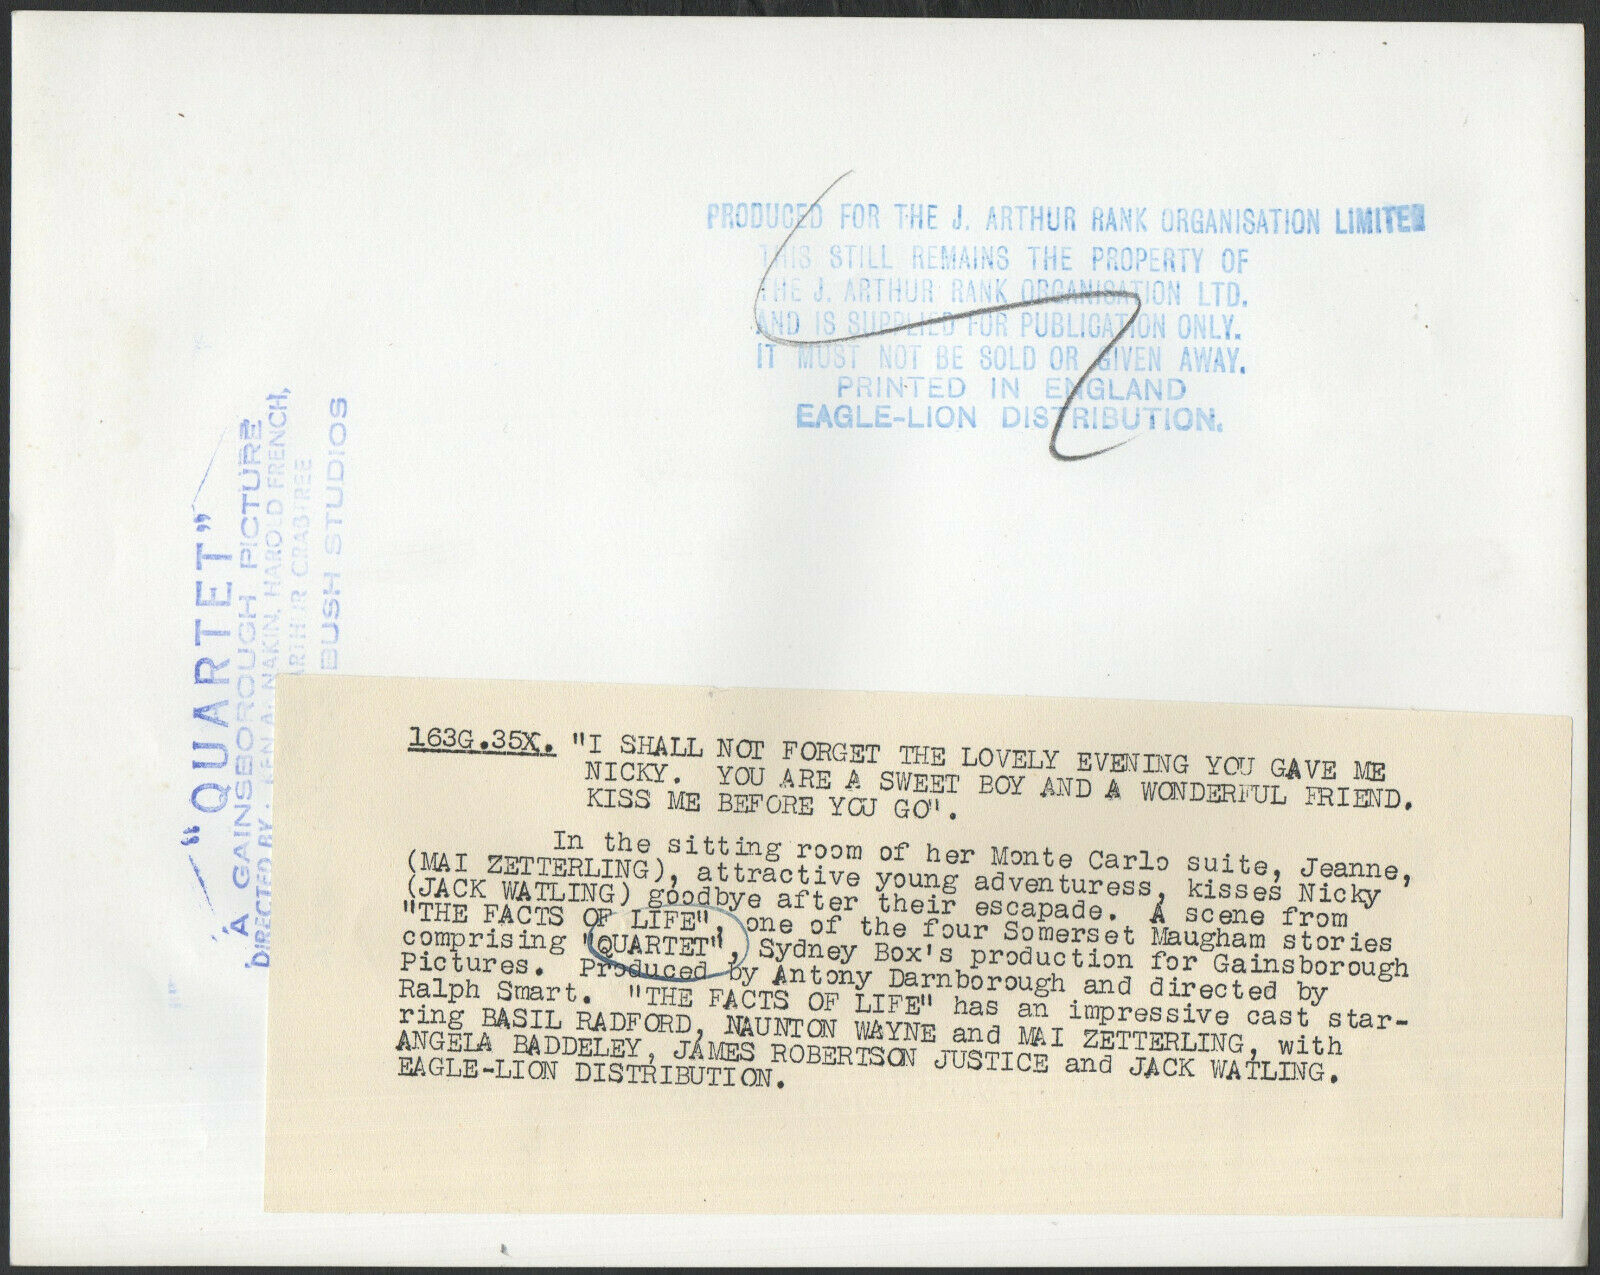 PRODUCED FOR THE J. ARTHUR RANK ORGANISATION LIMITED
THIS STILL REMAINS THE PROPERTY OF
THE J. ARTHUR RANK ORGANISATION LTD.
AND IS SUPPLIED FOR PUBLICATION ONLY.
IT MUST NOT BE SOLD OR GIVEN AWAY.
PRINTED IN ENGLAND
EAGLE-LION DISTRIBUTION.
"QUARTET"
A GAINSBOROUGH PICTURE
DIRECTED BY: KEN ANNAKIN, HAROLD FRENCH,
ARTHUR CRABTREE
BUSH STUDIOS
163G.35X. "I SHALL NOT FORGET THE LOVELY EVENING YOU GAVE ME
NICKY. YOU ARE A SWEET BOY AND A WONDERFUL FRIEND.
KISS ME BEFORE YOU GO".
In the sitting room of her Monte Carlo suite, Jeanne,
(MAI ZETTERLING), attractive young adventuress, kisses Nicky
(JACK WATLING) goodbye after their escapade. A scene from
"THE FACTS OF LIFE", one of the four Somerset Maugham stories
comprising "QUARTET", Sydney Box's production for Gainsborough
Pictures. Produced by Antony Darnborough and directed by
Ralph Smart. "THE FACTS OF LIFE" has an impressive cast star-
ring BASIL RADFORD, NAUNTON WAYNE and MAI ZETTERLING, with
ANGELA BADDELEY, JAMES ROBERTSON JUSTICE and JACK WATLING.
EAGLE-LION DISTRIBUTION.